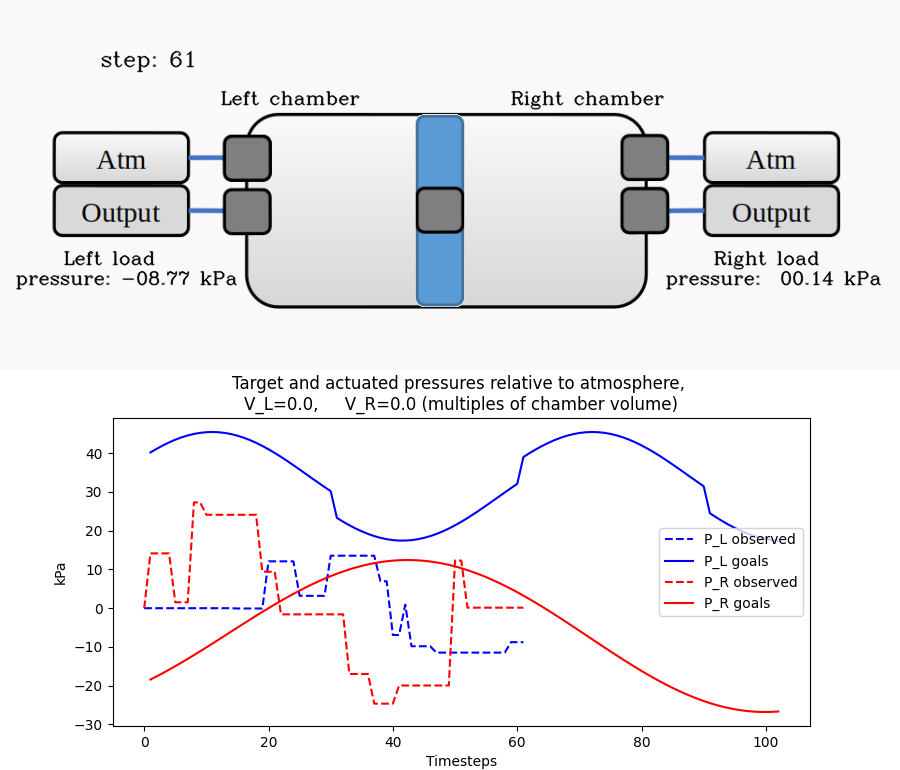 step: 61
Left chamber
Right chamber
Atm
Atm
Output
Output
Left load
pressure: -08.77 kPa
Right load
pressure: 00.14 kPa
Target and actuated pressures relative to atmosphere,
V_L=0.0, V_R=0.0 (multiples of chamber volume)
kPa
40
30
20
10
0
−10
−20
−30
P_L observed
P_L goals
P_R observed
P_R goals
0 20 40 60 80 100
Timesteps